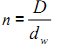 n = D / d_w